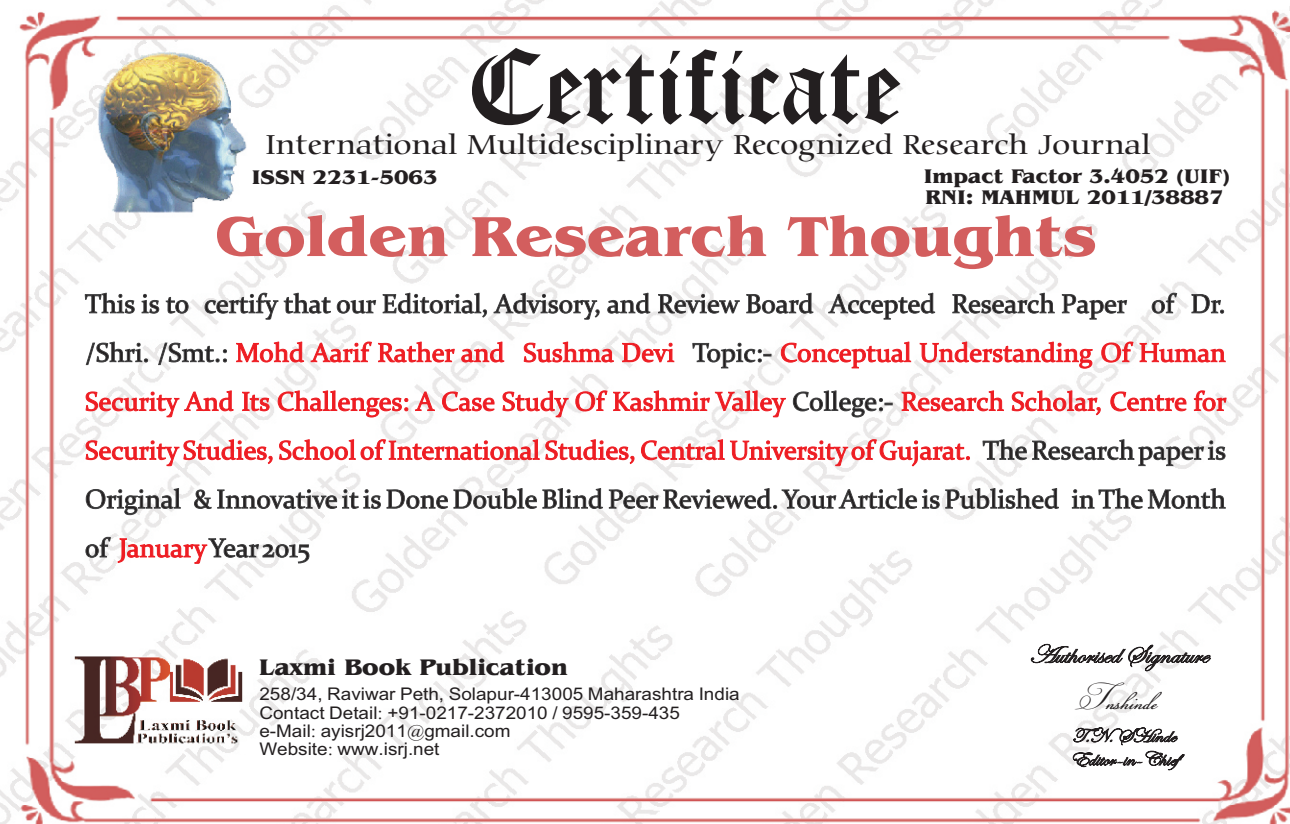 Certificate
International Multidesciplinary Recognized Research Journal
ISSN 2231-5063
Impact Factor 3.4052 (UIF)
RNI: MAHMUL 2011/38887
Golden Research Thoughts
This is to certify that our Editorial, Advisory, and Review Board Accepted Research Paper of Dr.
/Shri. /Smt.: Mohd Aarif Rather and Sushma Devi Topic:- Conceptual Understanding Of Human
Security And Its Challenges: A Case Study Of Kashmir Valley College:- Research Scholar, Centre for
Security Studies, School of International Studies, Central University of Gujarat. The Research paper is
Original & Innovative it is Done Double Blind Peer Reviewed. Your Article is Published in The Month
of January Year 2015
LBP
Laxmi Book
Publication's
Laxmi Book Publication
258/34, Raviwar Peth, Solapur-413005 Maharashtra India
Contact Detail: +91-0217-2372010 / 9595-359-435
e-Mail: ayisrj2011@gmail.com
Website: www.isrj.net
Authorised Signature
Tnshinde
T.N. SHinde
Editor-in-Chief